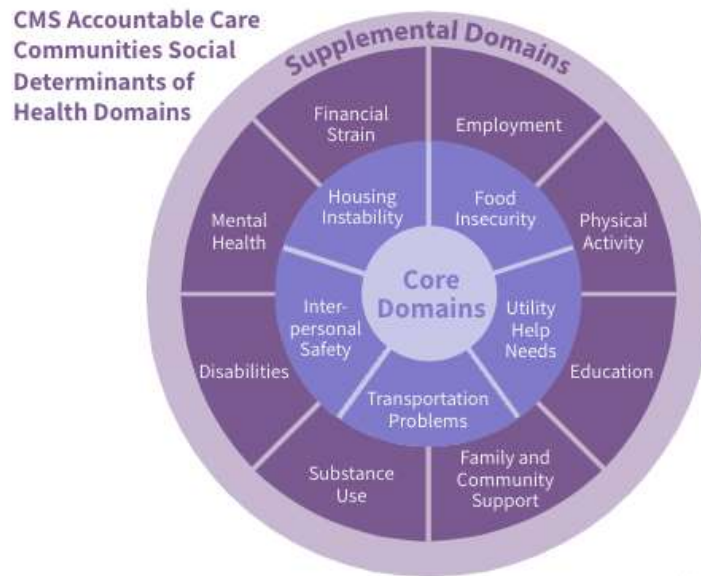 CMS Accountable Care
Communities Social
Determinants of
Health Domains
Supplemental Domains
Financial
Strain
Employment
Mental
Health
Housing
Instability
Food
Insecurity
Physical
Activity
Core
Domains
Inter-
personal
Safety
Utility
Help
Needs
Disabilities
Education
Transportation
Problems
Substance
Use
Family and
Community
Support